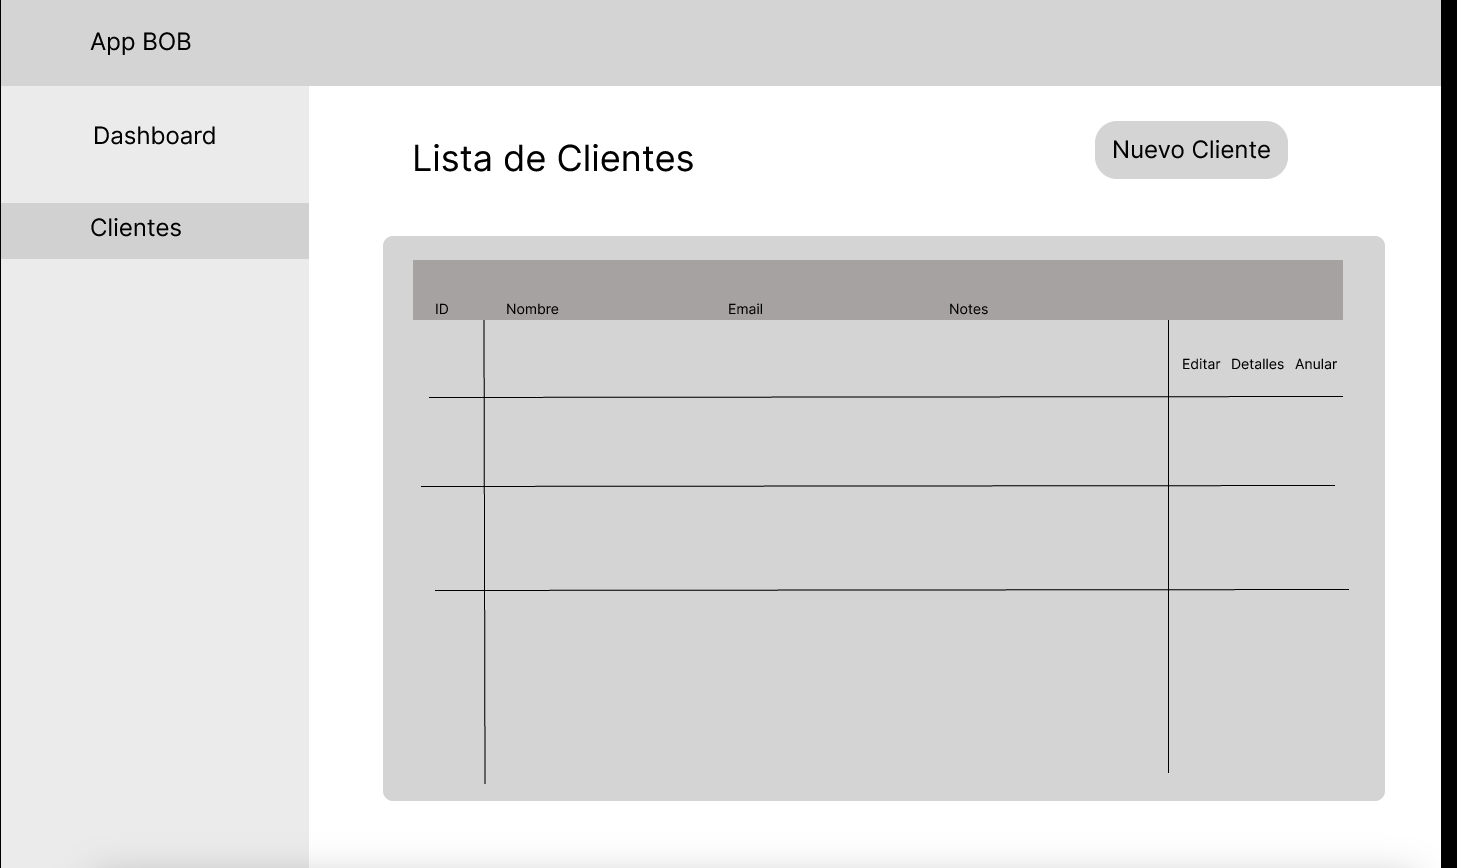 App BOB
Dashboard
Clientes
Lista de Clientes
Nuevo Cliente
ID Nombre Email Notes
Editar Detalles Anular